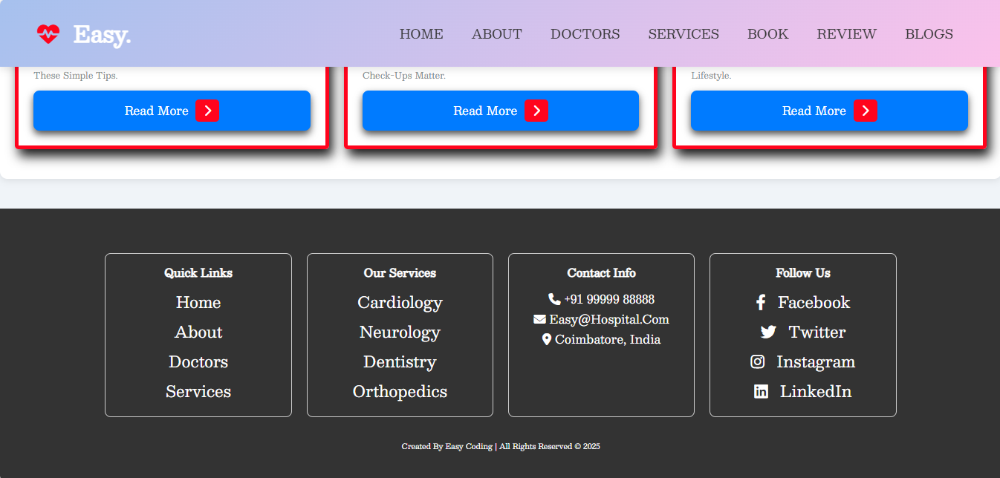 Easy.
HOME ABOUT DOCTORS SERVICES BOOK REVIEW BLOGS
These Simple Tips.
Read More
Check-Ups Matter.
Read More
Lifestyle.
Read More
Quick Links
Home
About
Doctors
Services
Our Services
Cardiology
Neurology
Dentistry
Orthopedics
Contact Info
+91 99999 88888
Easy@Hospital.Com
Coimbatore, India
Follow Us
Facebook
Twitter
Instagram
LinkedIn
Created By Easy Coding | All Rights Reserved © 2025